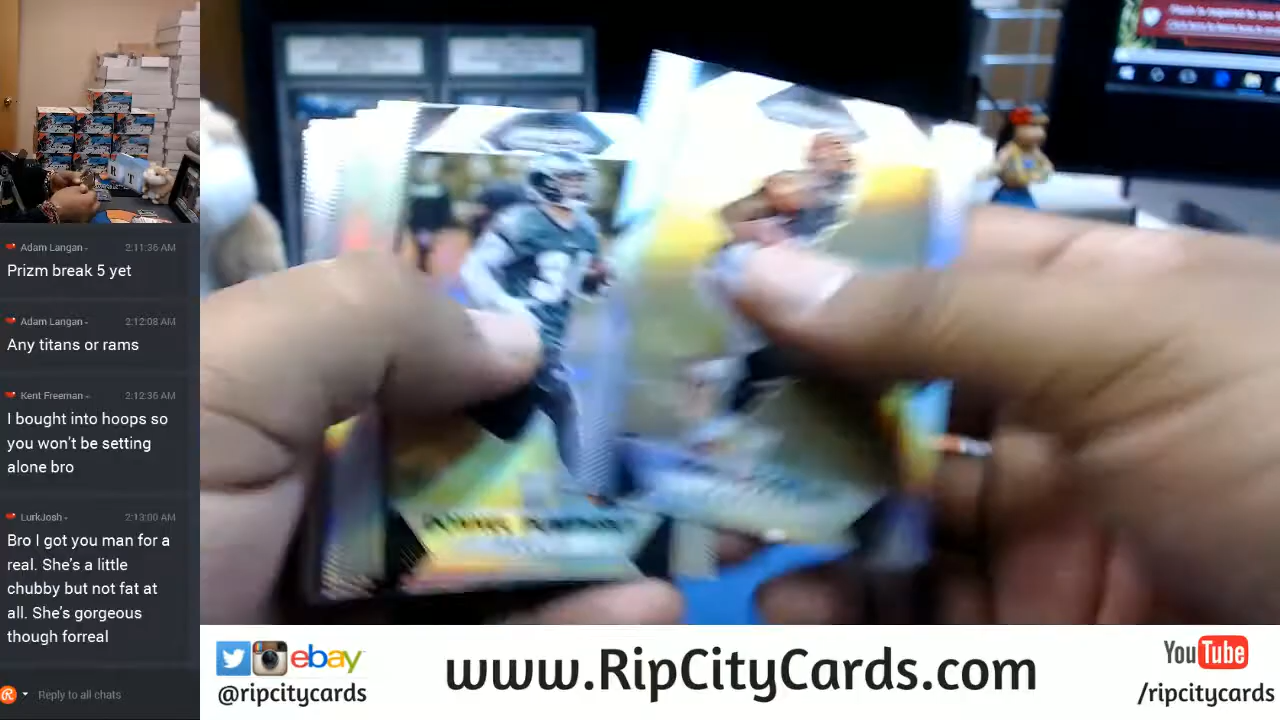 Adam Langan
2:11:36 AM
Prizm break 5 yet
Adam Langan
2:12:08 AM
Any titans or rams
Kent Freeman
2:12:36 AM
I bought into hoops so
you won't be setting
alone bro
LurkJosh
2:13:00 AM
Bro I got you man for a
real. She's a little
chubby but not fat at
all. She's gorgeous
though forreal
Reply to all chats
ebay
@ripcitycards
www.RipCityCards.com
YouTube
/ripcitycards